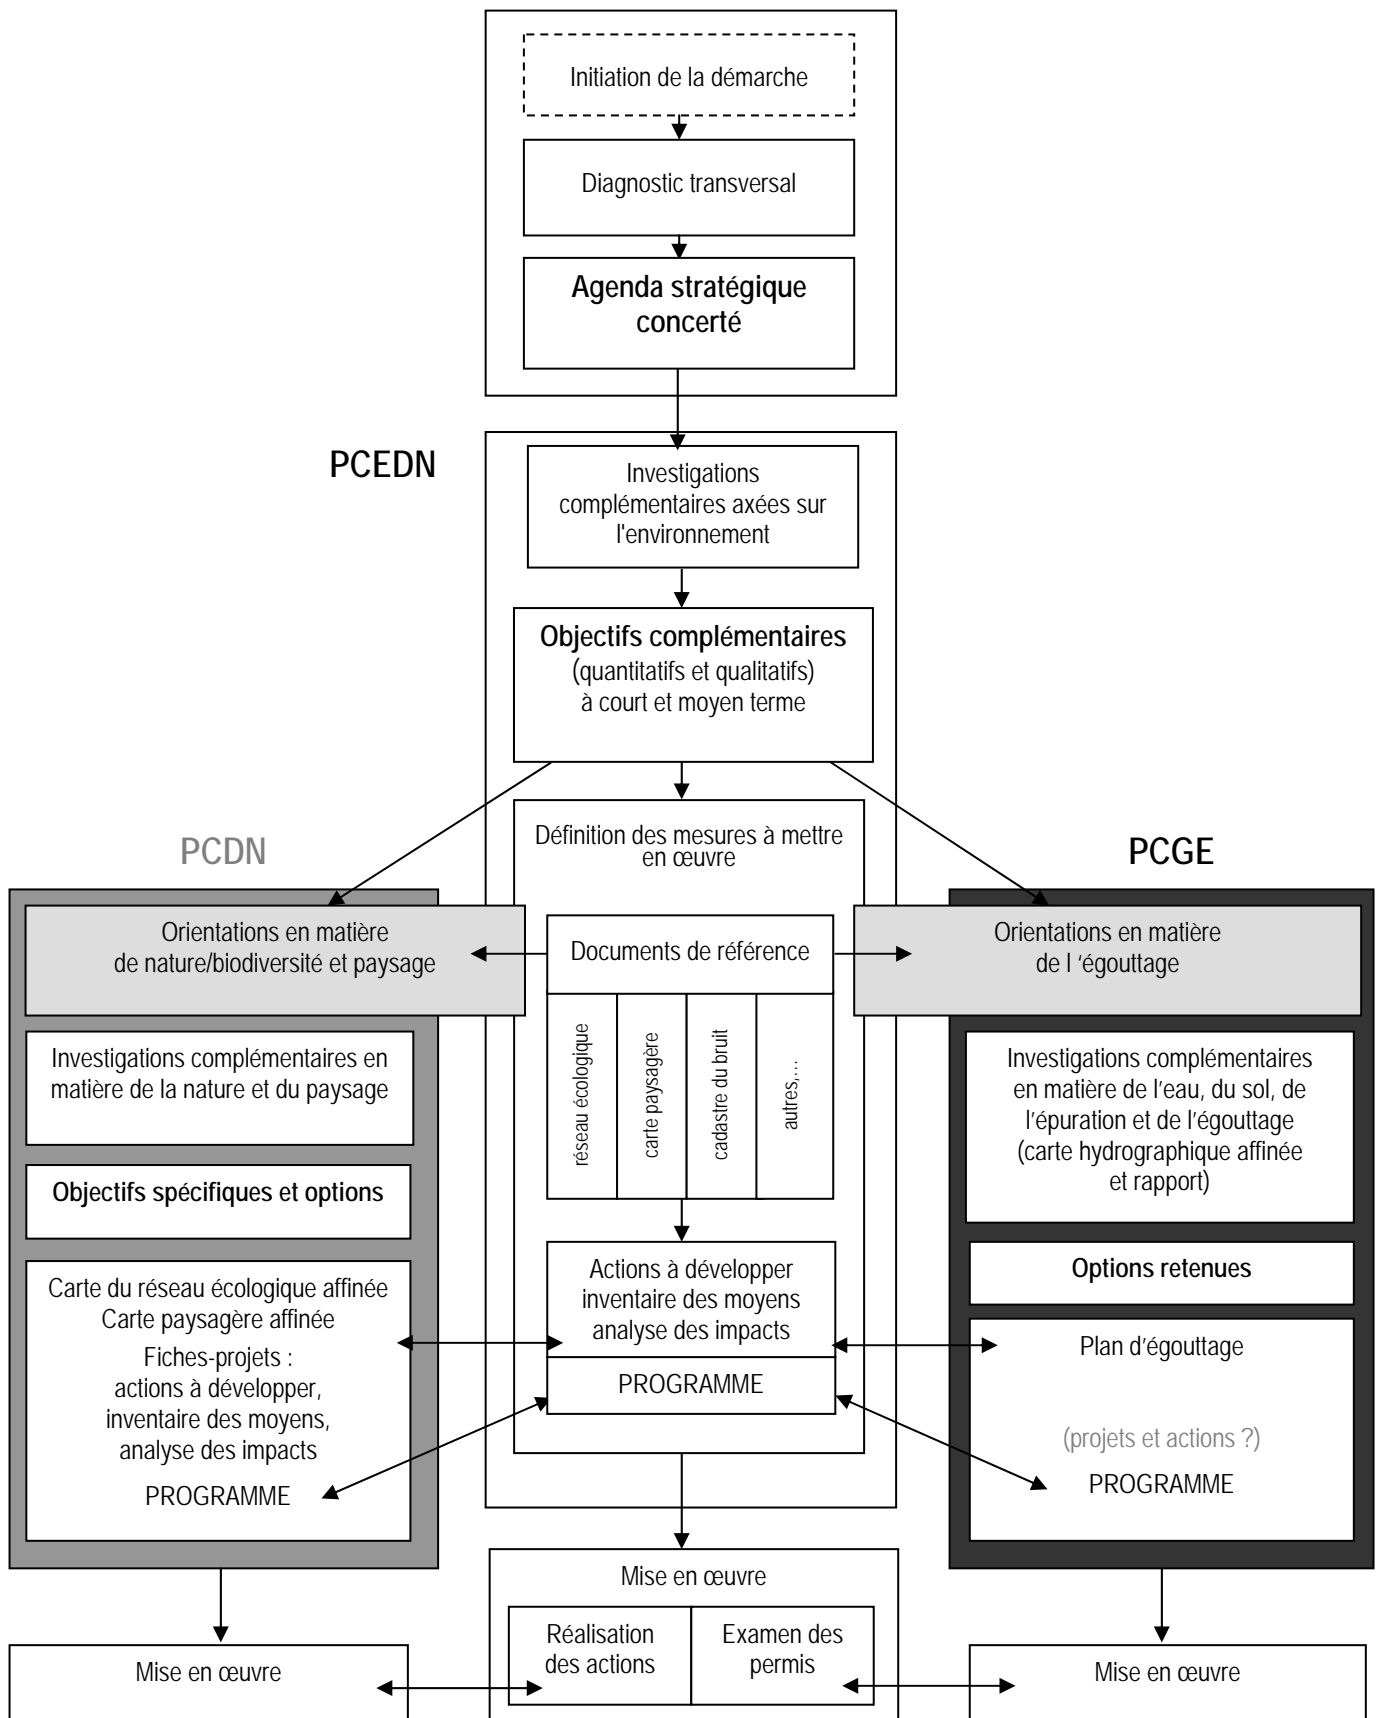 Initiation de la démarche
Diagnostic transversal
Agenda stratégique
concerté
PCEDN
Investigations
complémentaires axées sur
l'environnement
Objectifs complémentaires
(quantitatifs et qualitatifs)
à court et moyen terme
PCDN
Orientations en matière
de nature/biodiversité et paysage
Investigations complémentaires en
matière de la nature et du paysage
Objectifs spécifiques et options
Carte du réseau écologique affinée
Carte paysagère affinée
Fiches-projets :
actions à développer,
inventaire des moyens,
analyse des impacts
PROGRAMME
Définition des mesures à mettre
en œuvre
Documents de référence
réseau écologique
carte paysagère
cadastre du bruit
autres,…
Actions à développer
inventaire des moyens
analyse des impacts
PROGRAMME
PCGE
Orientations en matière
de l ‘égouttage
Investigations complémentaires
en matière de l’eau, du sol, de
l’épuration et de l’égouttage
(carte hydrographique affinée
et rapport)
Options retenues
Plan d’égouttage
(projets et actions ?)
PROGRAMME
Mise en œuvre
Mise en œuvre
Réalisation
des actions
Examen des
permis
Mise en œuvre